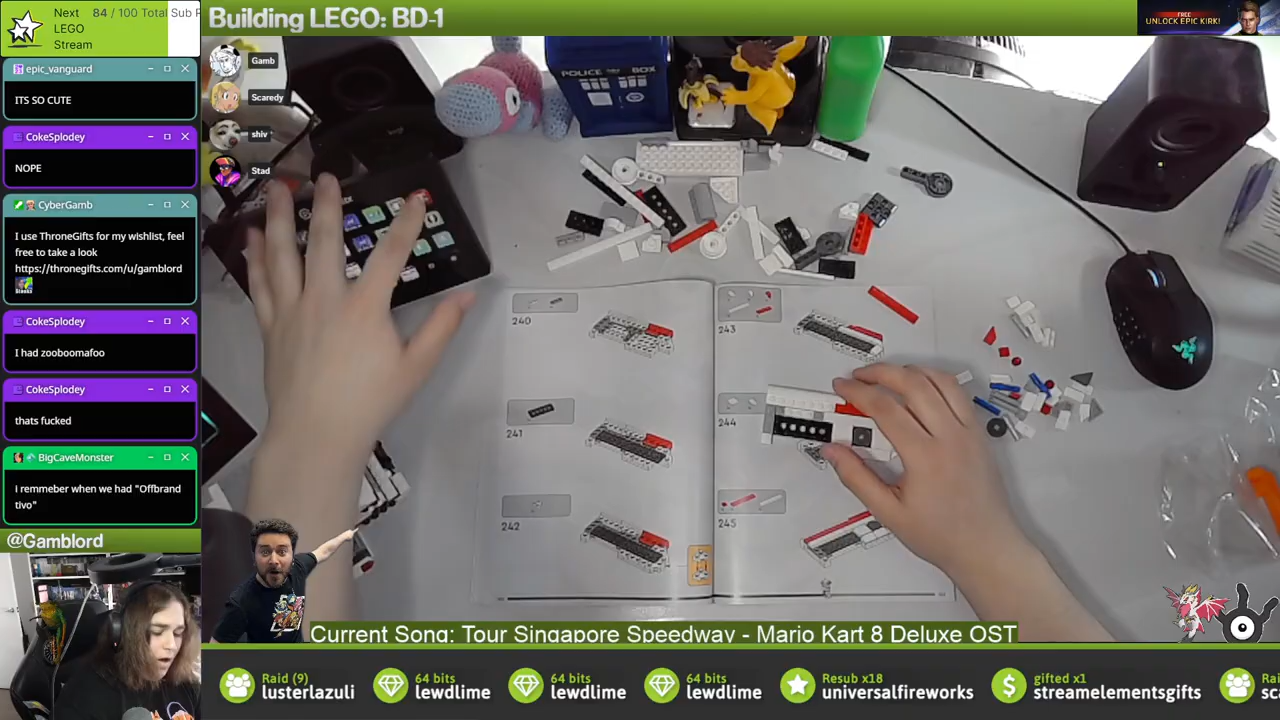 Next
LEGO
Stream
84 / 100 Total Sub P
Building LEGO: BD-1
FREE
UNLOCK EPIC KIRK!
epic_vanguard
ITS SO CUTE
CokeSplodey
NOPE
CyberGamb
I use ThroneGifts for my wishlist, feel
free to take a look
https://thronegifts.com/u/gamblord
CokeSplodey
I had zooboomafoo
CokeSplodey
thats fucked
BigCaveMonster
I remmeber when we had "Offbrand
tivo"
@Gamblord
Gamb
Scaredy
shiv
Stad
POLICE BOX
240
241
242
243
244
245
Current Song: Tour Singapore Speedway - Mario Kart 8 Deluxe OST
Raid (9)
lusterlazuli
64 bits
lewdlime
64 bits
lewdlime
64 bits
lewdlime
Resub x18
universalfireworks
gifted x1
streamelementsgifts
Rai